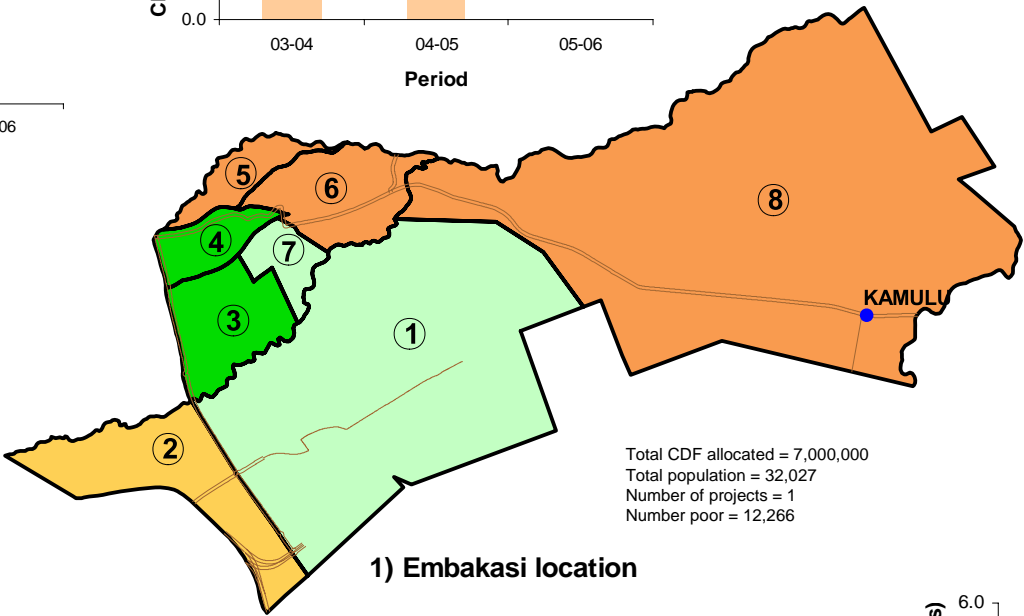 0.0
03-04 04-05 05-06
Period
06
5
6
8
4
7
KAMULU
3
1
2
Total CDF allocated = 7,000,000
Total population = 32,027
Number of projects = 1
Number poor = 12,266
1) Embakasi location
6.0